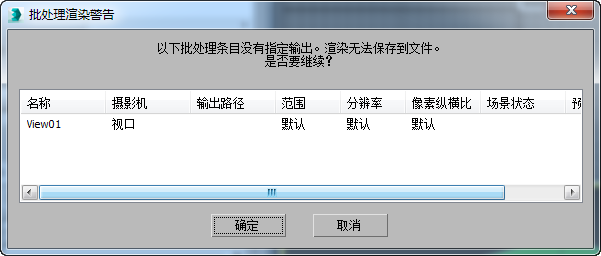 批处理渲染警告
以下批处理条目没有指定输出。渲染无法保存到文件。
是否要继续?
名称 摄影机 输出路径 范围 分辨率 像素纵横比 场景状态 预
View01 视口 默认 默认 默认
确定 取消